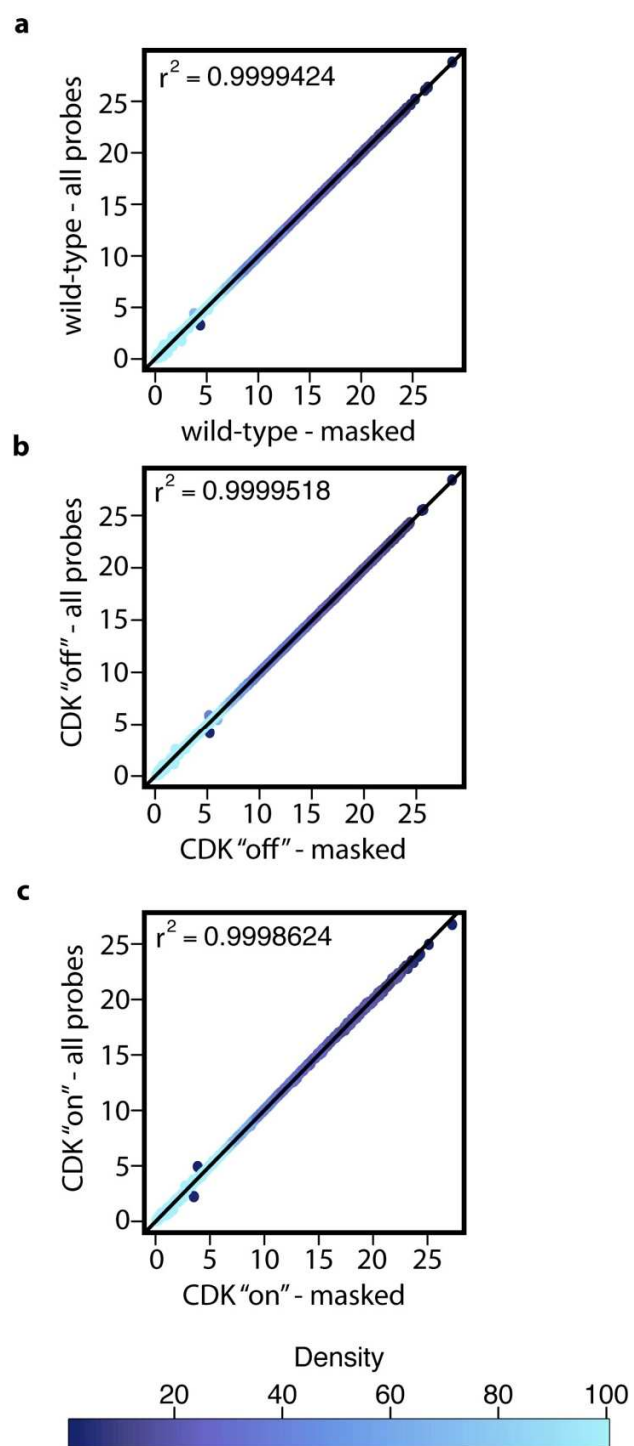 a
r2 = 0.9999424
wild-type - all probes
25
20
15
10
5
0
0 5 10 15 20 25
wild-type - masked
b
r2 = 0.9999518
CDK “off” - all probes
25
20
15
10
5
0
0 5 10 15 20 25
CDK “off” - masked
c
r2 = 0.9998624
CDK “on” - all probes
25
20
15
10
5
0
0 5 10 15 20 25
CDK “on” - masked
Density
20 40 60 80 100